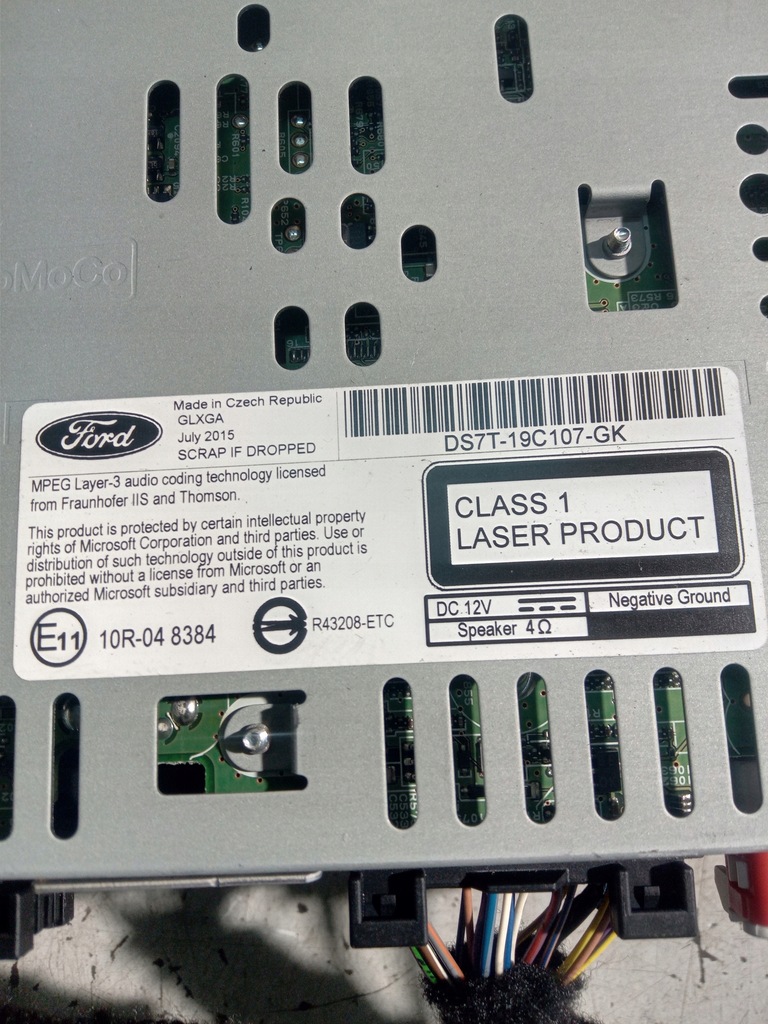 R601
MoCo
R573
Ford
Made in Czech Republic
GLXGA
July 2015
SCRAP IF DROPPED
DS7T-19C107-GK
MPEG Layer-3 audio coding technology licensed
from Fraunhofer IIS and Thomson.
This product is protected by certain intellectual property
rights of Microsoft Corporation and third parties. Use or
distribution of such technology outside of this product is
prohibited without a license from Microsoft or an
authorized Microsoft subsidiary and third parties.
CLASS 1
LASER PRODUCT
DC 12V
Negative Ground
Speaker 4Ω
E11
10R-04 8384
R43208-ETC